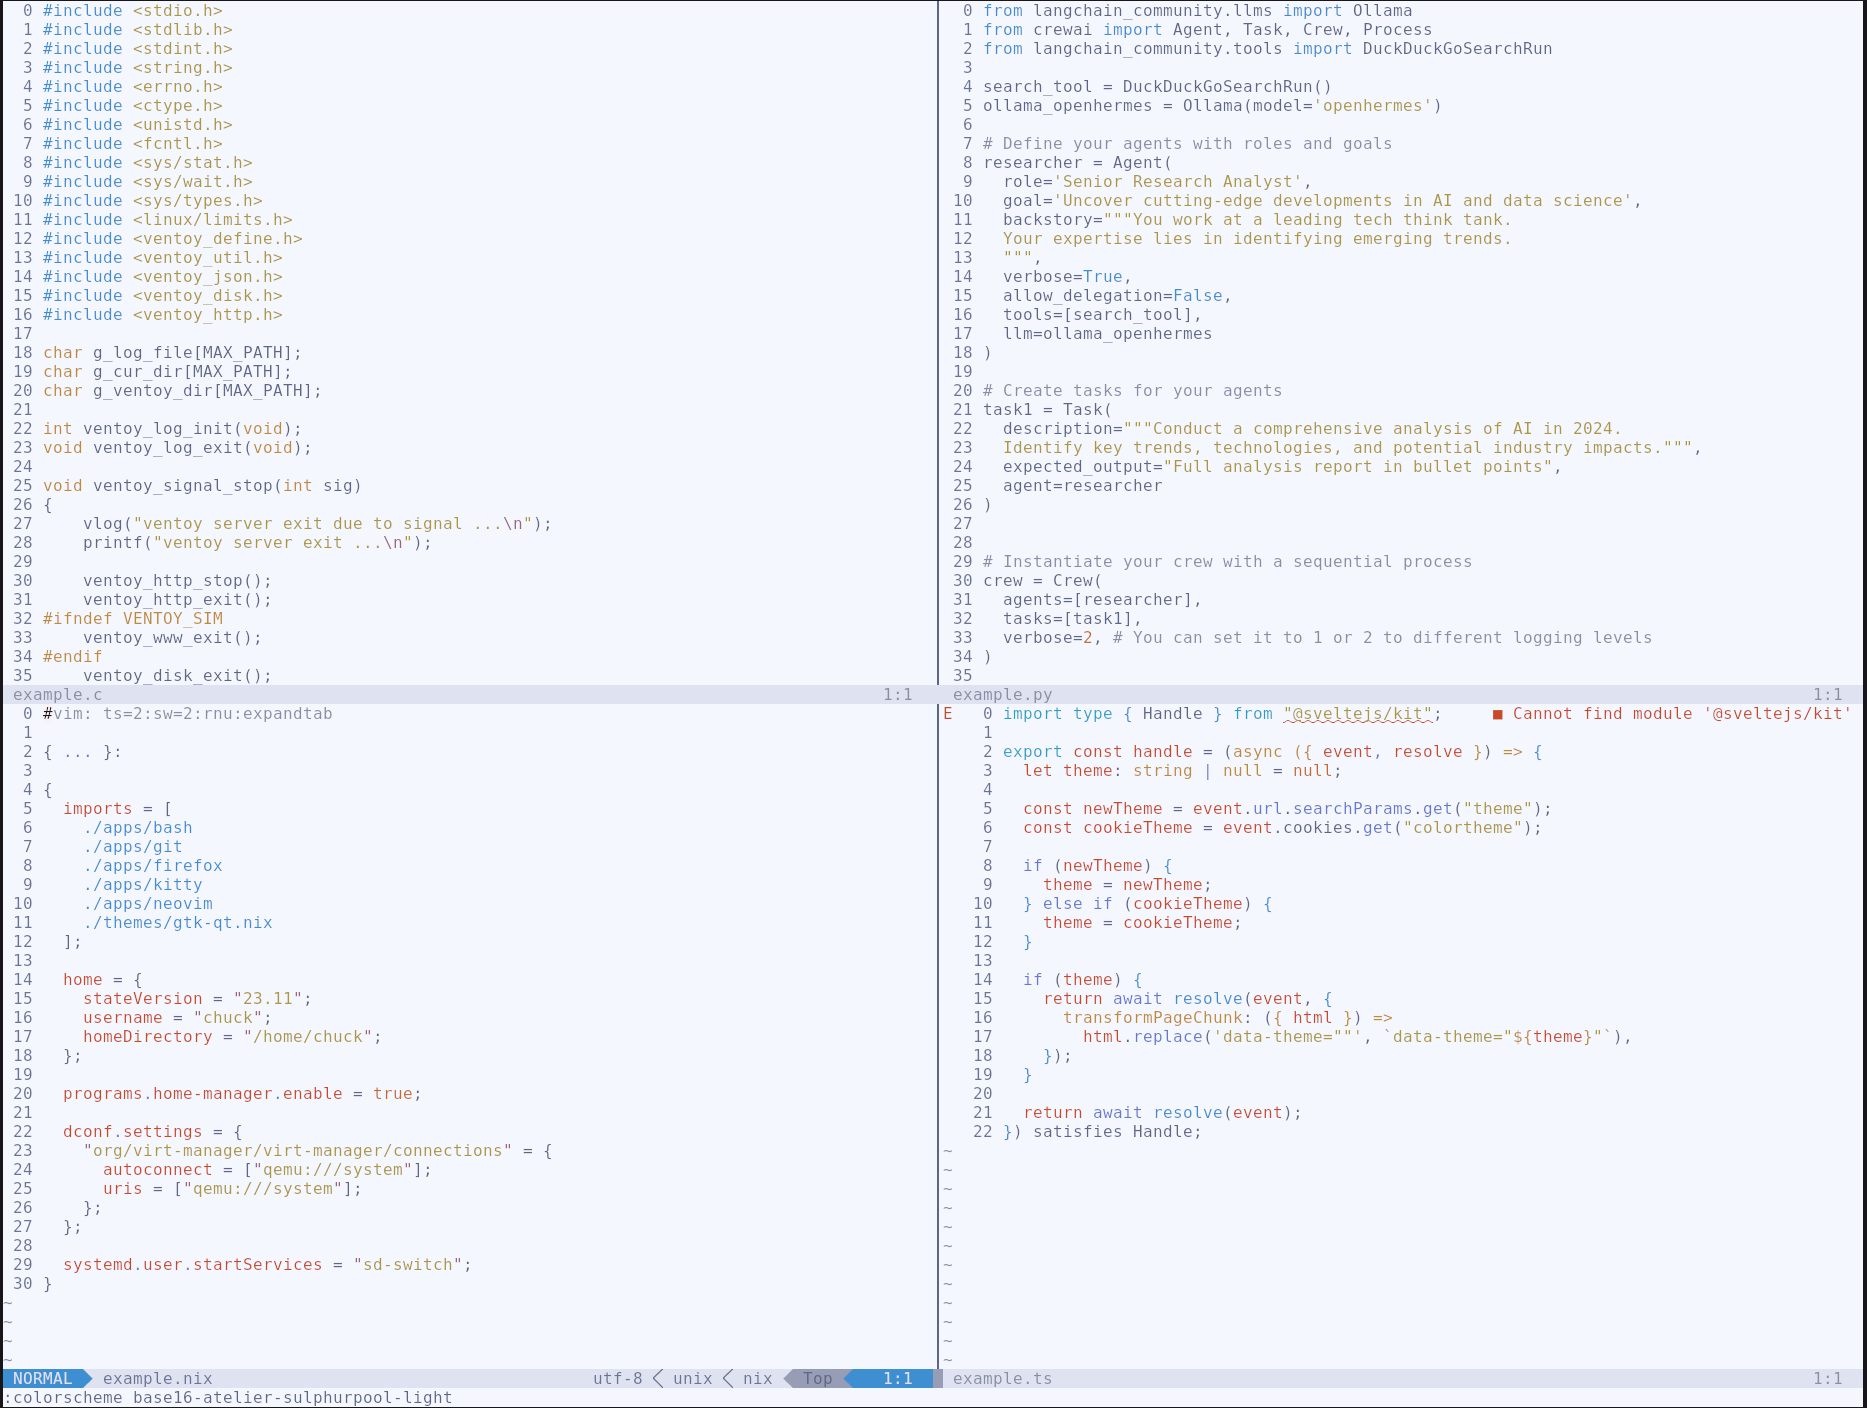 0 #include <stdio.h>
1 #include <stdlib.h>
2 #include <stdint.h>
3 #include <string.h>
4 #include <errno.h>
5 #include <ctype.h>
6 #include <unistd.h>
7 #include <fcntl.h>
8 #include <sys/stat.h>
9 #include <sys/wait.h>
10 #include <sys/types.h>
11 #include <linux/limits.h>
12 #include <ventoy_define.h>
13 #include <ventoy_util.h>
14 #include <ventoy_json.h>
15 #include <ventoy_disk.h>
16 #include <ventoy_http.h>
17
18 char g_log_file[MAX_PATH];
19 char g_cur_dir[MAX_PATH];
20 char g_ventoy_dir[MAX_PATH];
21
22 int ventoy_log_init(void);
23 void ventoy_log_exit(void);
24
25 void ventoy_signal_stop(int sig)
26 {
27     vlog("ventoy server exit due to signal ...\n");
28     printf("ventoy server exit ...\n");
29
30     ventoy_http_stop();
31     ventoy_http_exit();
32 #ifndef VENTOY_SIM
33     ventoy_www_exit();
34 #endif
35     ventoy_disk_exit();
example.c 1:1
0 from langchain_community.llms import Ollama
1 from crewai import Agent, Task, Crew, Process
2 from langchain_community.tools import DuckDuckGoSearchRun
3
4 search_tool = DuckDuckGoSearchRun()
5 ollama_openhermes = Ollama(model='openhermes')
6
7 # Define your agents with roles and goals
8 researcher = Agent(
9   role='Senior Research Analyst',
10   goal='Uncover cutting-edge developments in AI and data science',
11   backstory="""You work at a leading tech think tank.
12   Your expertise lies in identifying emerging trends.
13   """,
14   verbose=True,
15   allow_delegation=False,
16   tools=[search_tool],
17   llm=ollama_openhermes
18 )
19
20 # Create tasks for your agents
21 task1 = Task(
22   description="""Conduct a comprehensive analysis of AI in 2024.
23   Identify key trends, technologies, and potential industry impacts.""",
24   expected_output="Full analysis report in bullet points",
25   agent=researcher
26 )
27
28
29 # Instantiate your crew with a sequential process
30 crew = Crew(
31   agents=[researcher],
32   tasks=[task1],
33   verbose=2, # You can set it to 1 or 2 to different logging levels
34 )
35
example.py 1:1
0 #vim: ts=2:sw=2:rnu:expandtab
1
2 { ... }:
3
4 {
5   imports = [
6     ./apps/bash
7     ./apps/git
8     ./apps/firefox
9     ./apps/kitty
10     ./apps/neovim
11     ./themes/gtk-qt.nix
12   ];
13
14   home = {
15     stateVersion = "23.11";
16     username = "chuck";
17     homeDirectory = "/home/chuck";
18   };
19
20   programs.home-manager.enable = true;
21
22   dconf.settings = {
23     "org/virt-manager/virt-manager/connections" = {
24       autoconnect = ["qemu:///system"];
25       uris = ["qemu:///system"];
26     };
27   };
28
29   systemd.user.startServices = "sd-switch";
30 }
~
~
~
~
NORMAL example.nix utf-8 unix nix Top 1:1
E 0 import type { Handle } from "@sveltejs/kit"; ■ Cannot find module '@sveltejs/kit'
1
2 export const handle = (async ({ event, resolve }) => {
3   let theme: string | null = null;
4
5   const newTheme = event.url.searchParams.get("theme");
6   const cookieTheme = event.cookies.get("colortheme");
7
8   if (newTheme) {
9     theme = newTheme;
10   } else if (cookieTheme) {
11     theme = cookieTheme;
12   }
13
14   if (theme) {
15     return await resolve(event, {
16       transformPageChunk: ({ html }) =>
17         html.replace('data-theme=""', `data-theme="${theme}"`),
18     });
19   }
20
21   return await resolve(event);
22 }) satisfies Handle;
~
~
~
~
~
~
~
~
~
~
~
~
example.ts 1:1
:colorscheme base16-atelier-sulphurpool-light